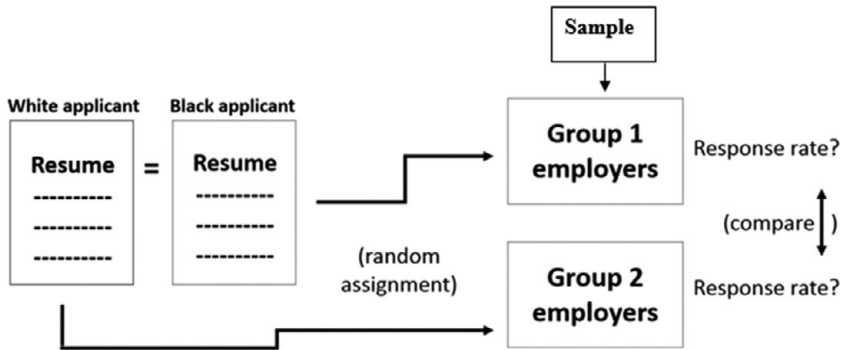 Sample
White applicant
Black applicant
Resume
=
Resume
----------
----------
----------
----------
----------
----------
(random
assignment)
Group 1
employers
Response rate?
(compare )
Group 2
employers
Response rate?